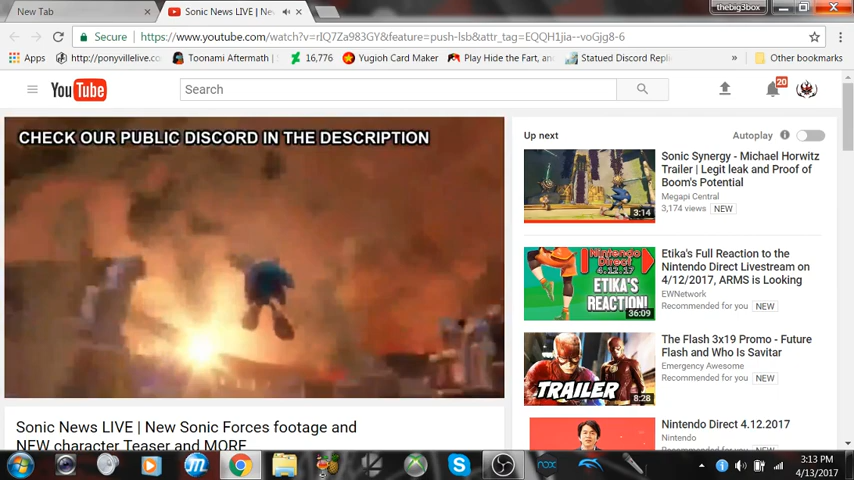 New Tab
Sonic News LIVE | Ne
thebig3box
Secure
https://www.youtube.com/watch?v=rIQ7Za983GY&feature=push-lsb&attr_tag=EQQH1jia--voGjg8-6
Apps
http://ponyvillelive.co
Toonami Aftermath |
16,776
Yugioh Card Maker
Play Hide the Fart, an
Statued Discord Repl
»
Other bookmarks
YouTube
Search
20
CHECK OUR PUBLIC DISCORD IN THE DESCRIPTION
Sonic News LIVE | New Sonic Forces footage and
NEW character Teaser and MORE
Up next
Autoplay
Sonic Synergy - Michael Horwitz
Trailer | Legit leak and Proof of
Boom's Potential
Megapi Central
3,174 views NEW
3:14
Nintendo Direct
4.12.17
ETIKA'S
REACTION!
36:09
Etika's Full Reaction to the
Nintendo Direct Livestream on
4/12/2017, ARMS is Looking
EWNetwork
Recommended for you NEW
TRAILER
8:28
The Flash 3x19 Promo - Future
Flash and Who Is Savitar
Emergency Awesome
Recommended for you NEW
Nintendo Direct 4.12.2017
Nintendo
nox
3:13 PM
4/13/2017